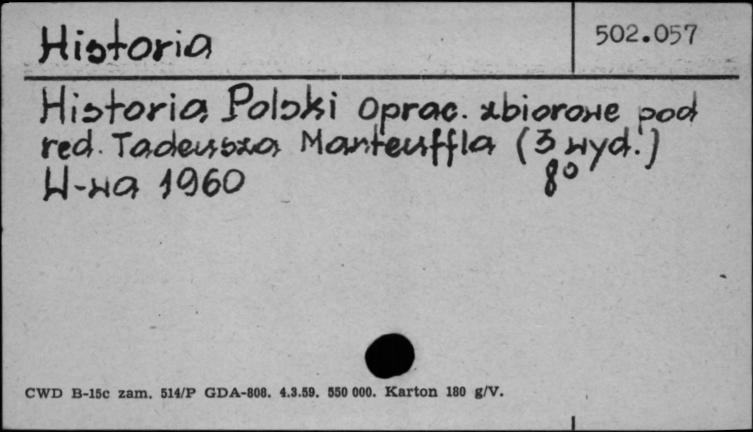 Historia
502.057
Historia Polski oprac. zbiorowe pod
red. Tadeusza Manteuffla (3 wyd.)
W-wa 1960 8°
CWD B-15c zam. 514/P GDA-808. 4.3.59. 550 000. Karton 180 g/V.